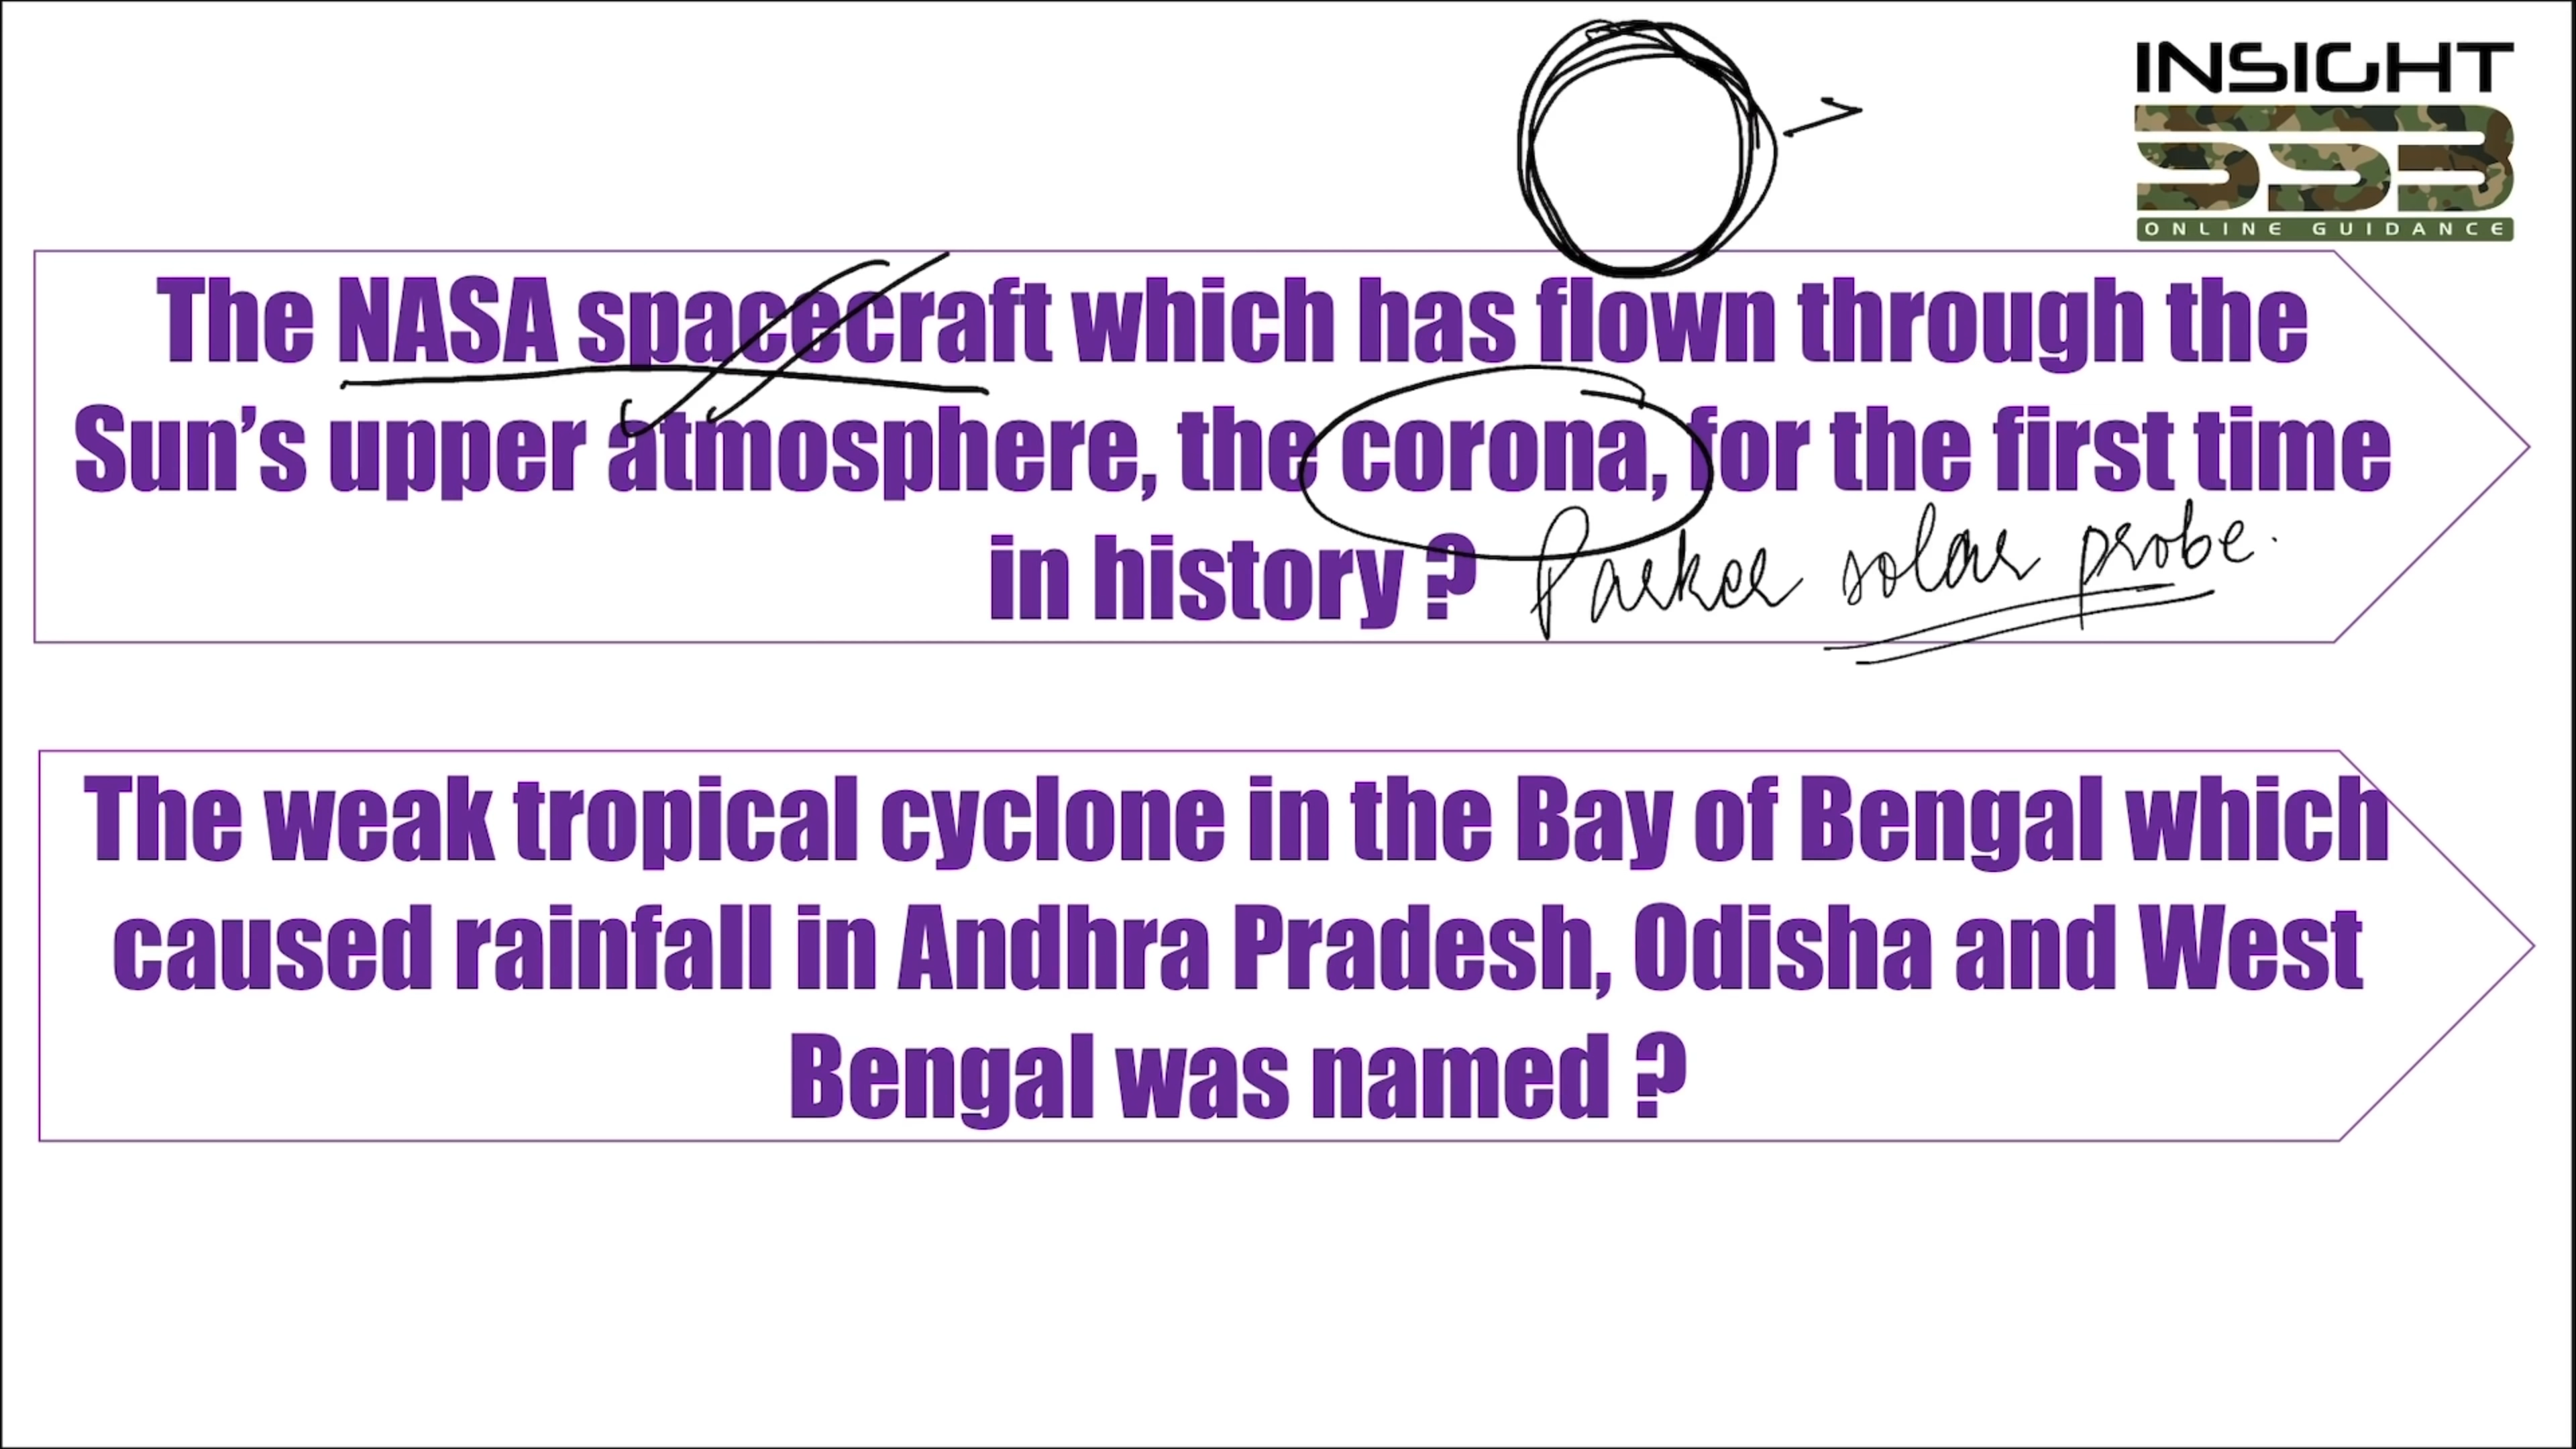 INSIGHT
SSB
ONLINE GUIDANCE
The NASA spacecraft which has flown through the
Sun’s upper atmosphere, the corona, for the first time
in history ? Parker solar probe.
The weak tropical cyclone in the Bay of Bengal which
caused rainfall in Andhra Pradesh, Odisha and West
Bengal was named ?